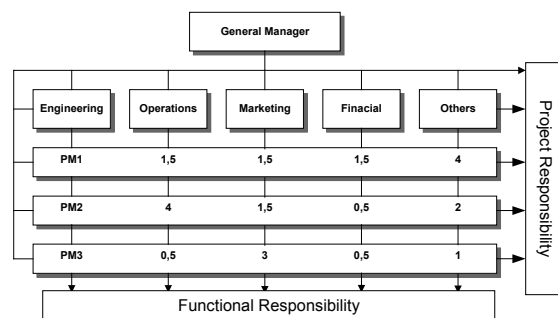 General Manager
Engineering Operations Marketing Finacial Others
PM1 1,5 1,5 1,5 4
PM2 4 1,5 0,5 2
PM3 0,5 3 0,5 1
Functional Responsibility
Project Responsibility